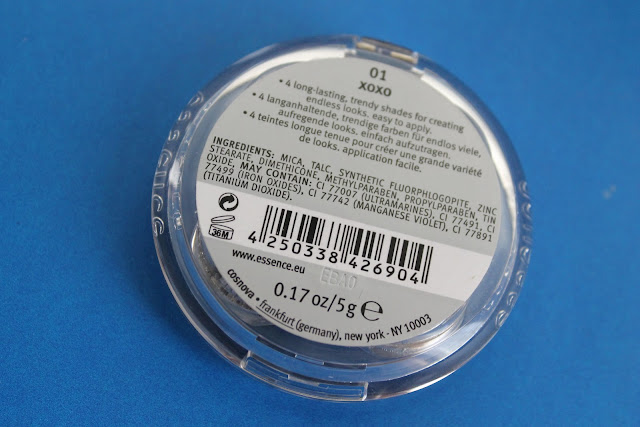 01
xoxo
• 4 long-lasting, trendy shades for creating
endless looks. easy to apply.
• 4 langanhaltende, trendige farben für endlos viele,
aufregende looks. einfach aufzutragen.
• 4 teintes longue tenue pour créer une grande variété
de looks. application facile.
INGREDIENTS: MICA, TALC, SYNTHETIC FLUORPHLOGOPITE, ZINC
STEARATE, DIMETHICONE, METHYLPARABEN, PROPYLPARABEN, TIN
OXIDE. MAY CONTAIN: CI 77007 (ULTRAMARINES), CI 77491, CI
77499 (IRON OXIDES), CI 77742 (MANGANESE VIOLET), CI 77891
(TITANIUM DIOXIDE).
36M
4 250338 426904
www.essence.eu
0.17 oz/5g e
cosnova • frankfurt (germany), new york - NY 10003
essence
essence